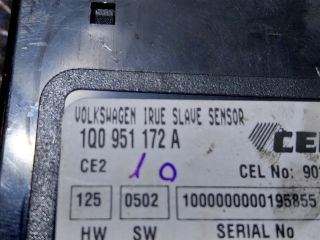 VOLKSWAGEN IRUE SLAVE SENSOR
1Q0 951 172 A
CE2 10
CEL No: 90
125 0502 1000000000195855
HW SW SERIAL No